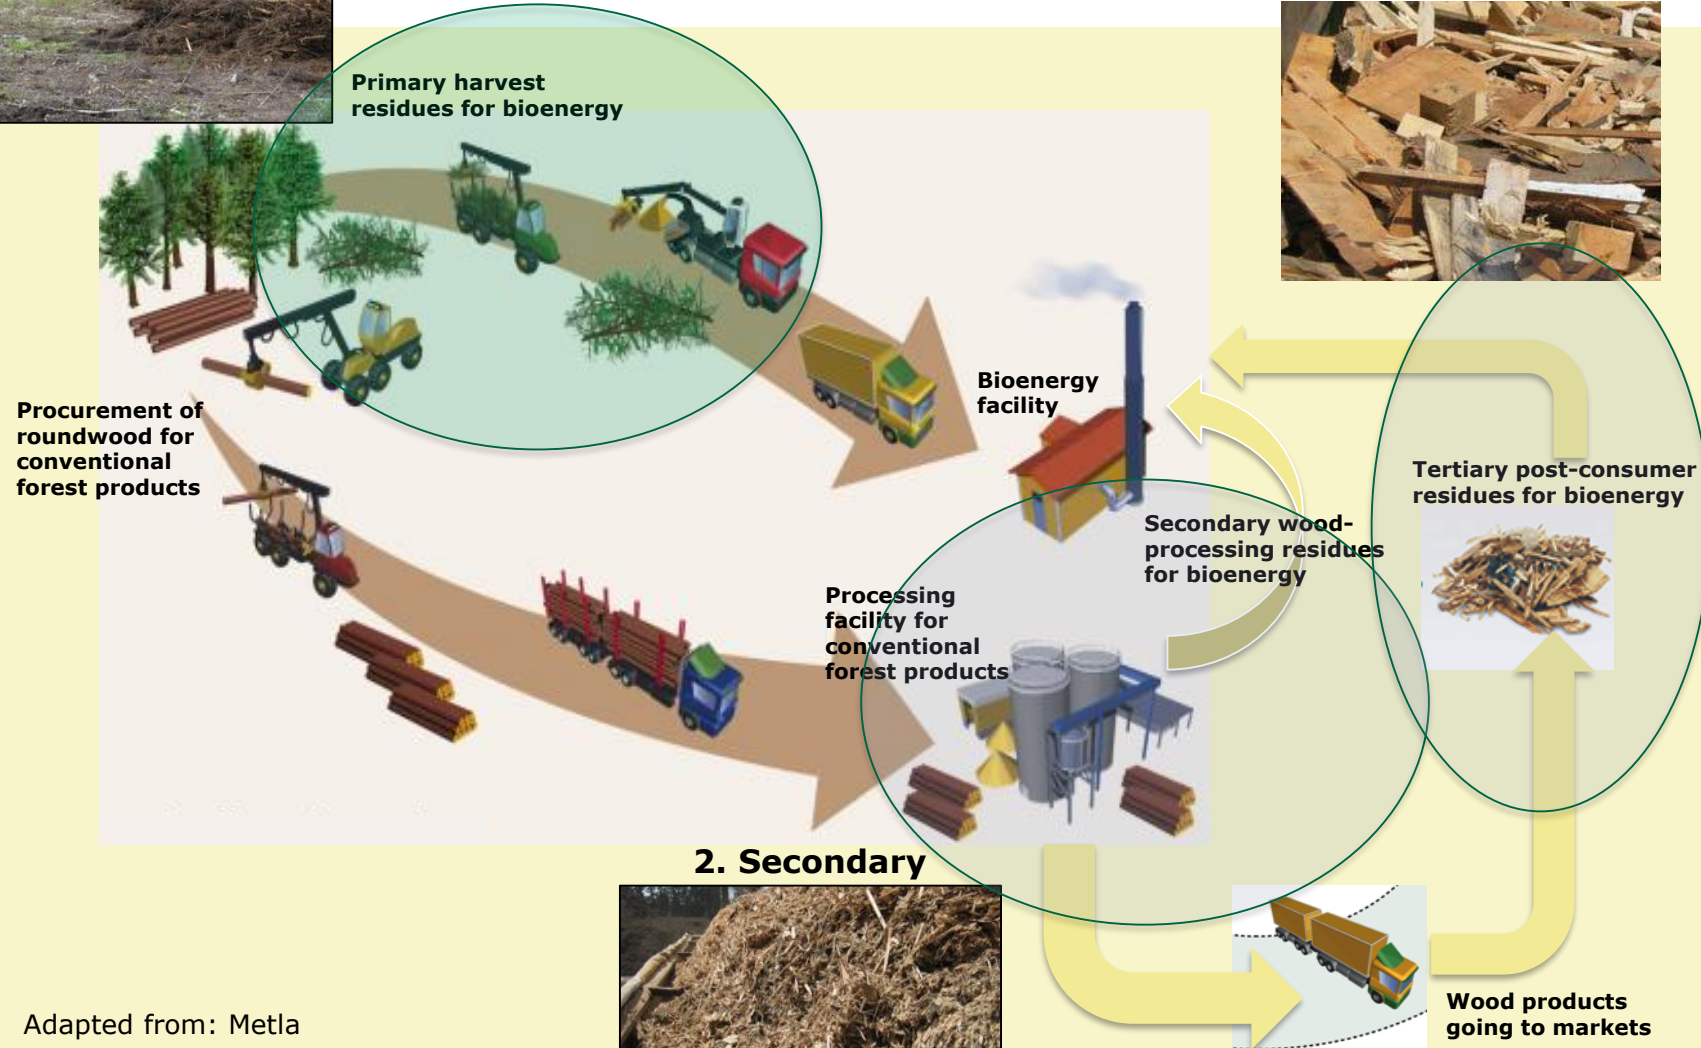 Primary harvest
residues for bioenergy
Bioenergy
facility
Procurement of
roundwood for
conventional
forest products
Tertiary post-consumer
residues for bioenergy
Secondary wood-
processing residues
for bioenergy
Processing
facility for
conventional
forest products
2. Secondary
Wood products
going to markets
Adapted from: Metla